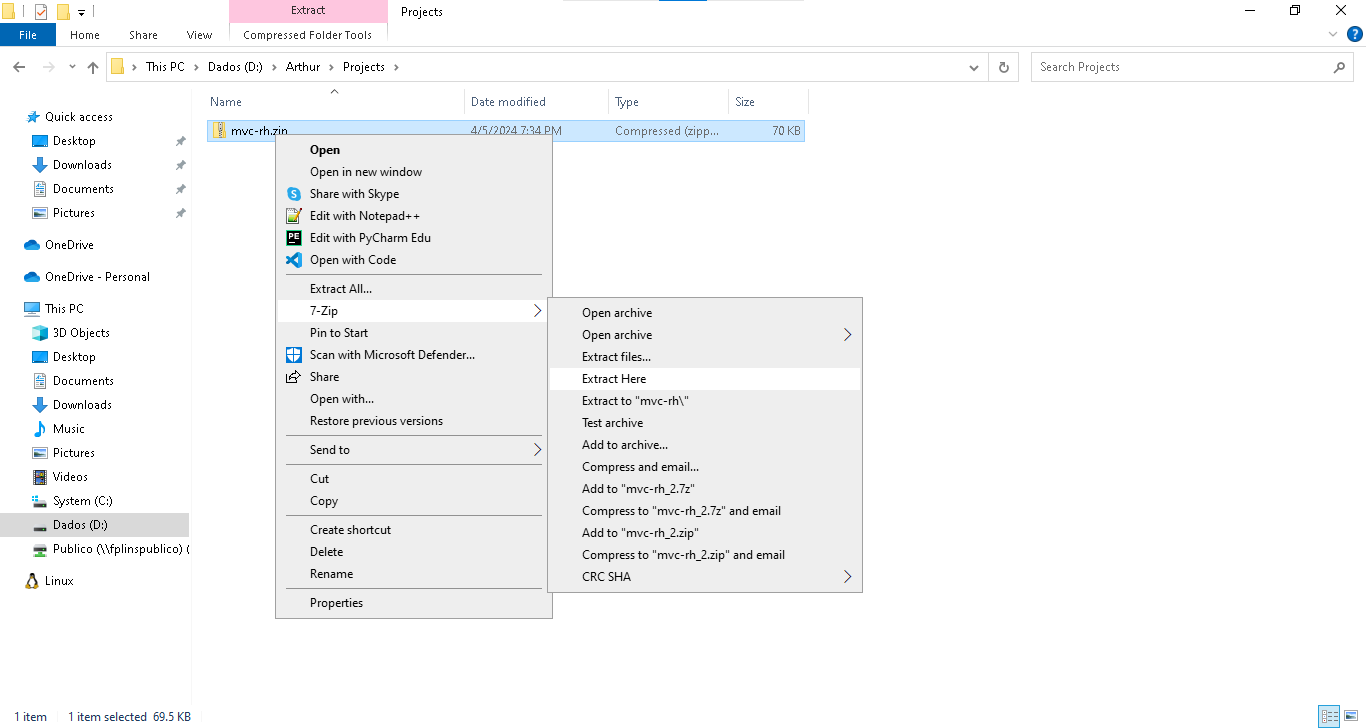 Extract
Projects
File
Home
Share
View
Compressed Folder Tools
This PC
Dados (D:)
Arthur
Projects
Search Projects
Name
Date modified
Type
Size
mvc-rh.zip
4/5/2024 7:34 PM
Compressed (zipp...
70 KB
Quick access
Desktop
Downloads
Documents
Pictures
OneDrive
OneDrive - Personal
This PC
3D Objects
Desktop
Documents
Downloads
Music
Pictures
Videos
System (C:)
Dados (D:)
Publico (\\fplinspublico) (
Linux
Open
Open in new window
Share with Skype
Edit with Notepad++
PE
Edit with PyCharm Edu
Open with Code
Extract All...
7-Zip
Pin to Start
Scan with Microsoft Defender...
Share
Open with...
Restore previous versions
Send to
Cut
Copy
Create shortcut
Delete
Rename
Properties
Open archive
Open archive
Extract files...
Extract Here
Extract to "mvc-rh\"
Test archive
Add to archive...
Compress and email...
Add to "mvc-rh_2.7z"
Compress to "mvc-rh_2.7z" and email
Add to "mvc-rh_2.zip"
Compress to "mvc-rh_2.zip" and email
CRC SHA
1 item
1 item selected 69.5 KB